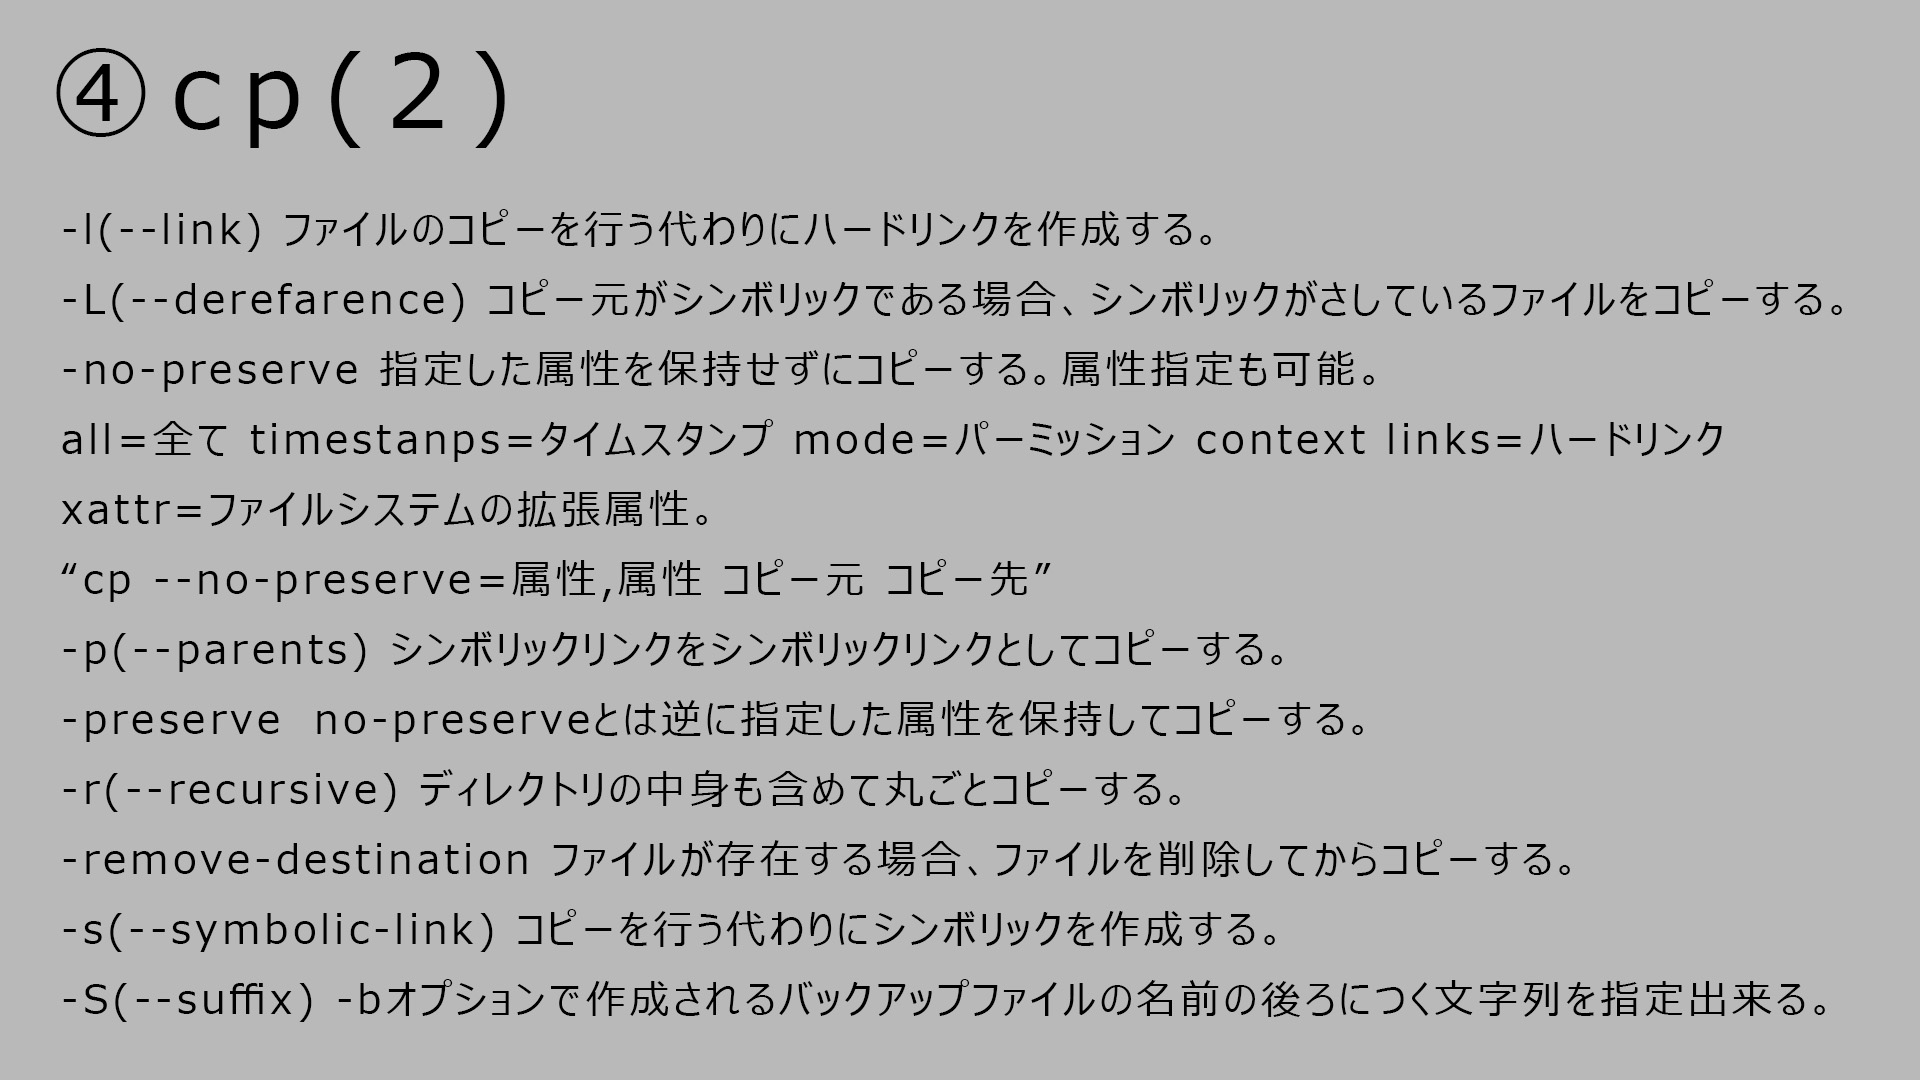 ④cp(2)
-l(--link) ファイルのコピーを行う代わりにハードリンクを作成する。
-L(--derefarence) コピー元がシンボリックである場合、シンボリックがさしているファイルをコピーする。
-no-preserve 指定した属性を保持せずにコピーする。属性指定も可能。
all=全て timestanps=タイムスタンプ mode=パーミッション context links=ハードリンク
xattr=ファイルシステムの拡張属性。
“cp --no-preserve=属性,属性 コピー元 コピー先”
-p(--parents) シンボリックリンクをシンボリックリンクとしてコピーする。
-preserve no-preserveとは逆に指定した属性を保持してコピーする。
-r(--recursive) ディレクトリの中身も含めて丸ごとコピーする。
-remove-destination ファイルが存在する場合、ファイルを削除してからコピーする。
-s(--symbolic-link) コピーを行う代わりにシンボリックを作成する。
-S(--suffix) -bオプションで作成されるバックアップファイルの名前の後ろにつく文字列を指定出来る。